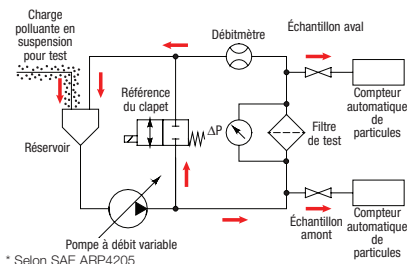 Charge
polluante en
suspension
pour test
Débitmètre
Échantillon aval
Référence
du clapet
ΔP
Compteur
automatique
de particules
Filtre
de test
Réservoir
Pompe à débit variable
Échantillon
amont
Compteur
automatique
de particules
* Selon SAE ARP4205